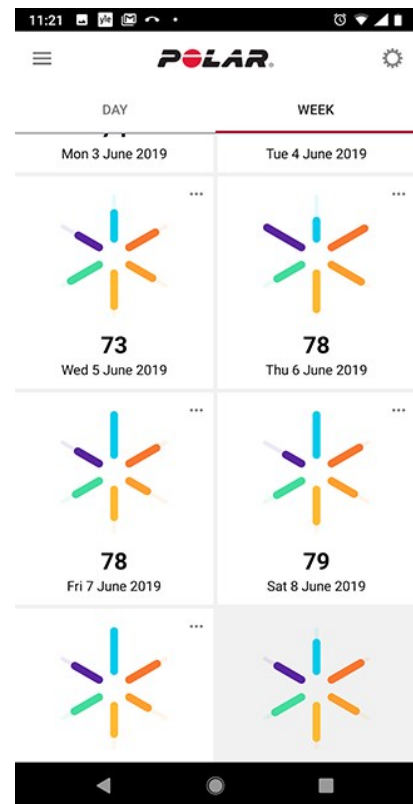 11:21 yle
POLAR
DAY WEEK
Mon 3 June 2019 Tue 4 June 2019
73 78
Wed 5 June 2019 Thu 6 June 2019
78 79
Fri 7 June 2019 Sat 8 June 2019